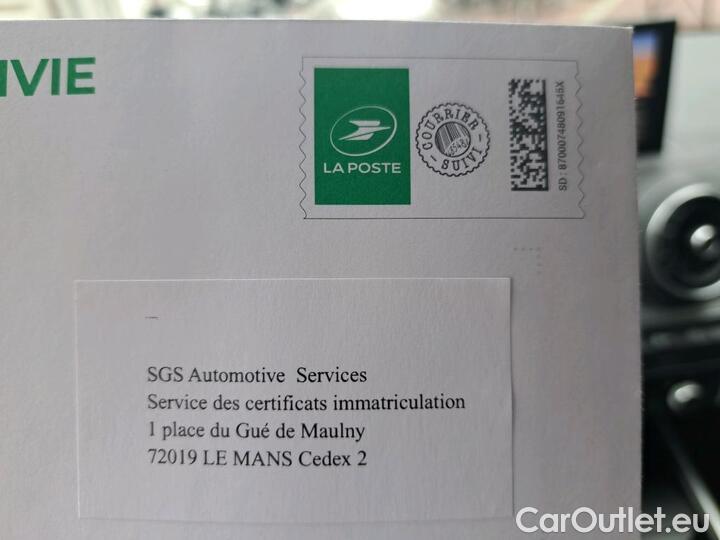 IVIE
LA POSTE
COURRIER
SUIVI
SD : 87000748091645X
SGS Automotive Services
Service des certificats immatriculation
1 place du Gué de Maulny
72019 LE MANS Cedex 2
CarOutlet.eu